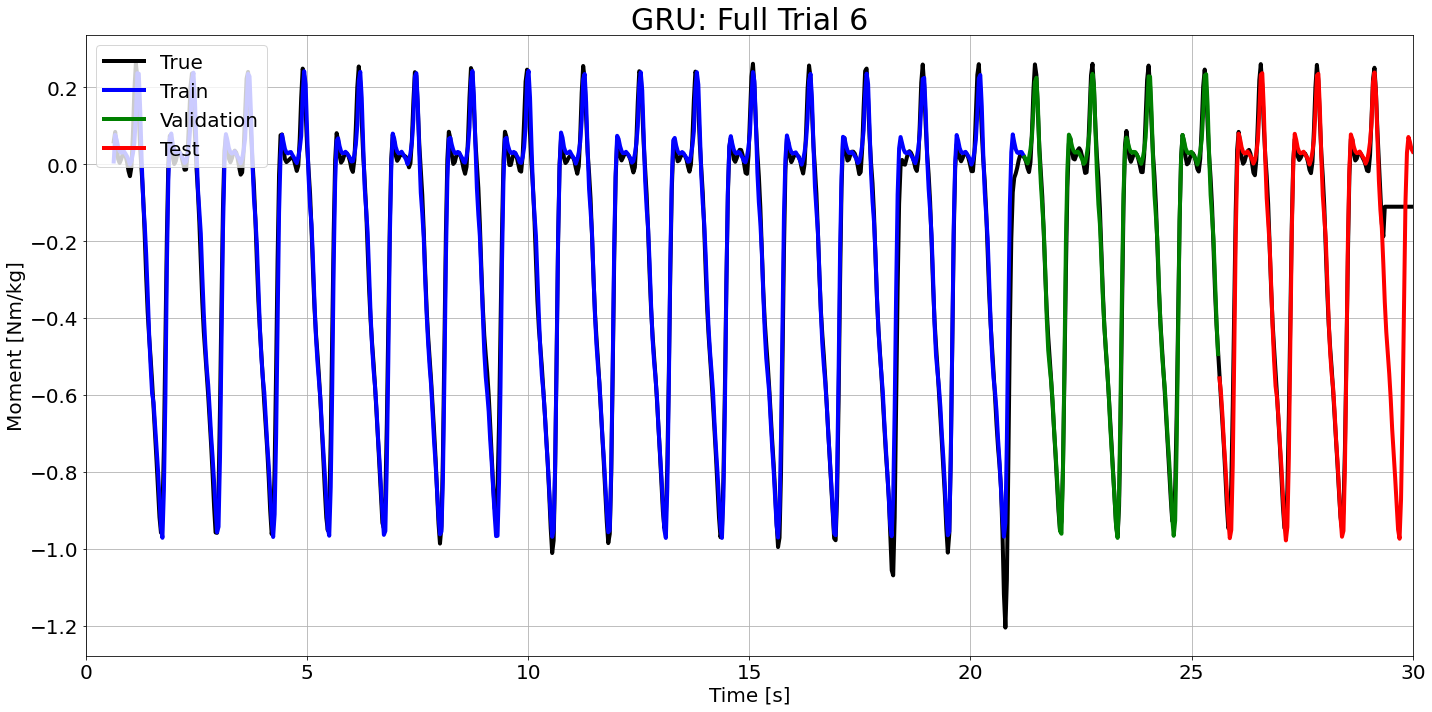 GRU: Full Trial 6
True
Train
Validation
Test
0.2
0.0
−0.2
−0.4
−0.6
−0.8
−1.0
−1.2
Moment [Nm/kg]
0 5 10 15 20 25 30
Time [s]